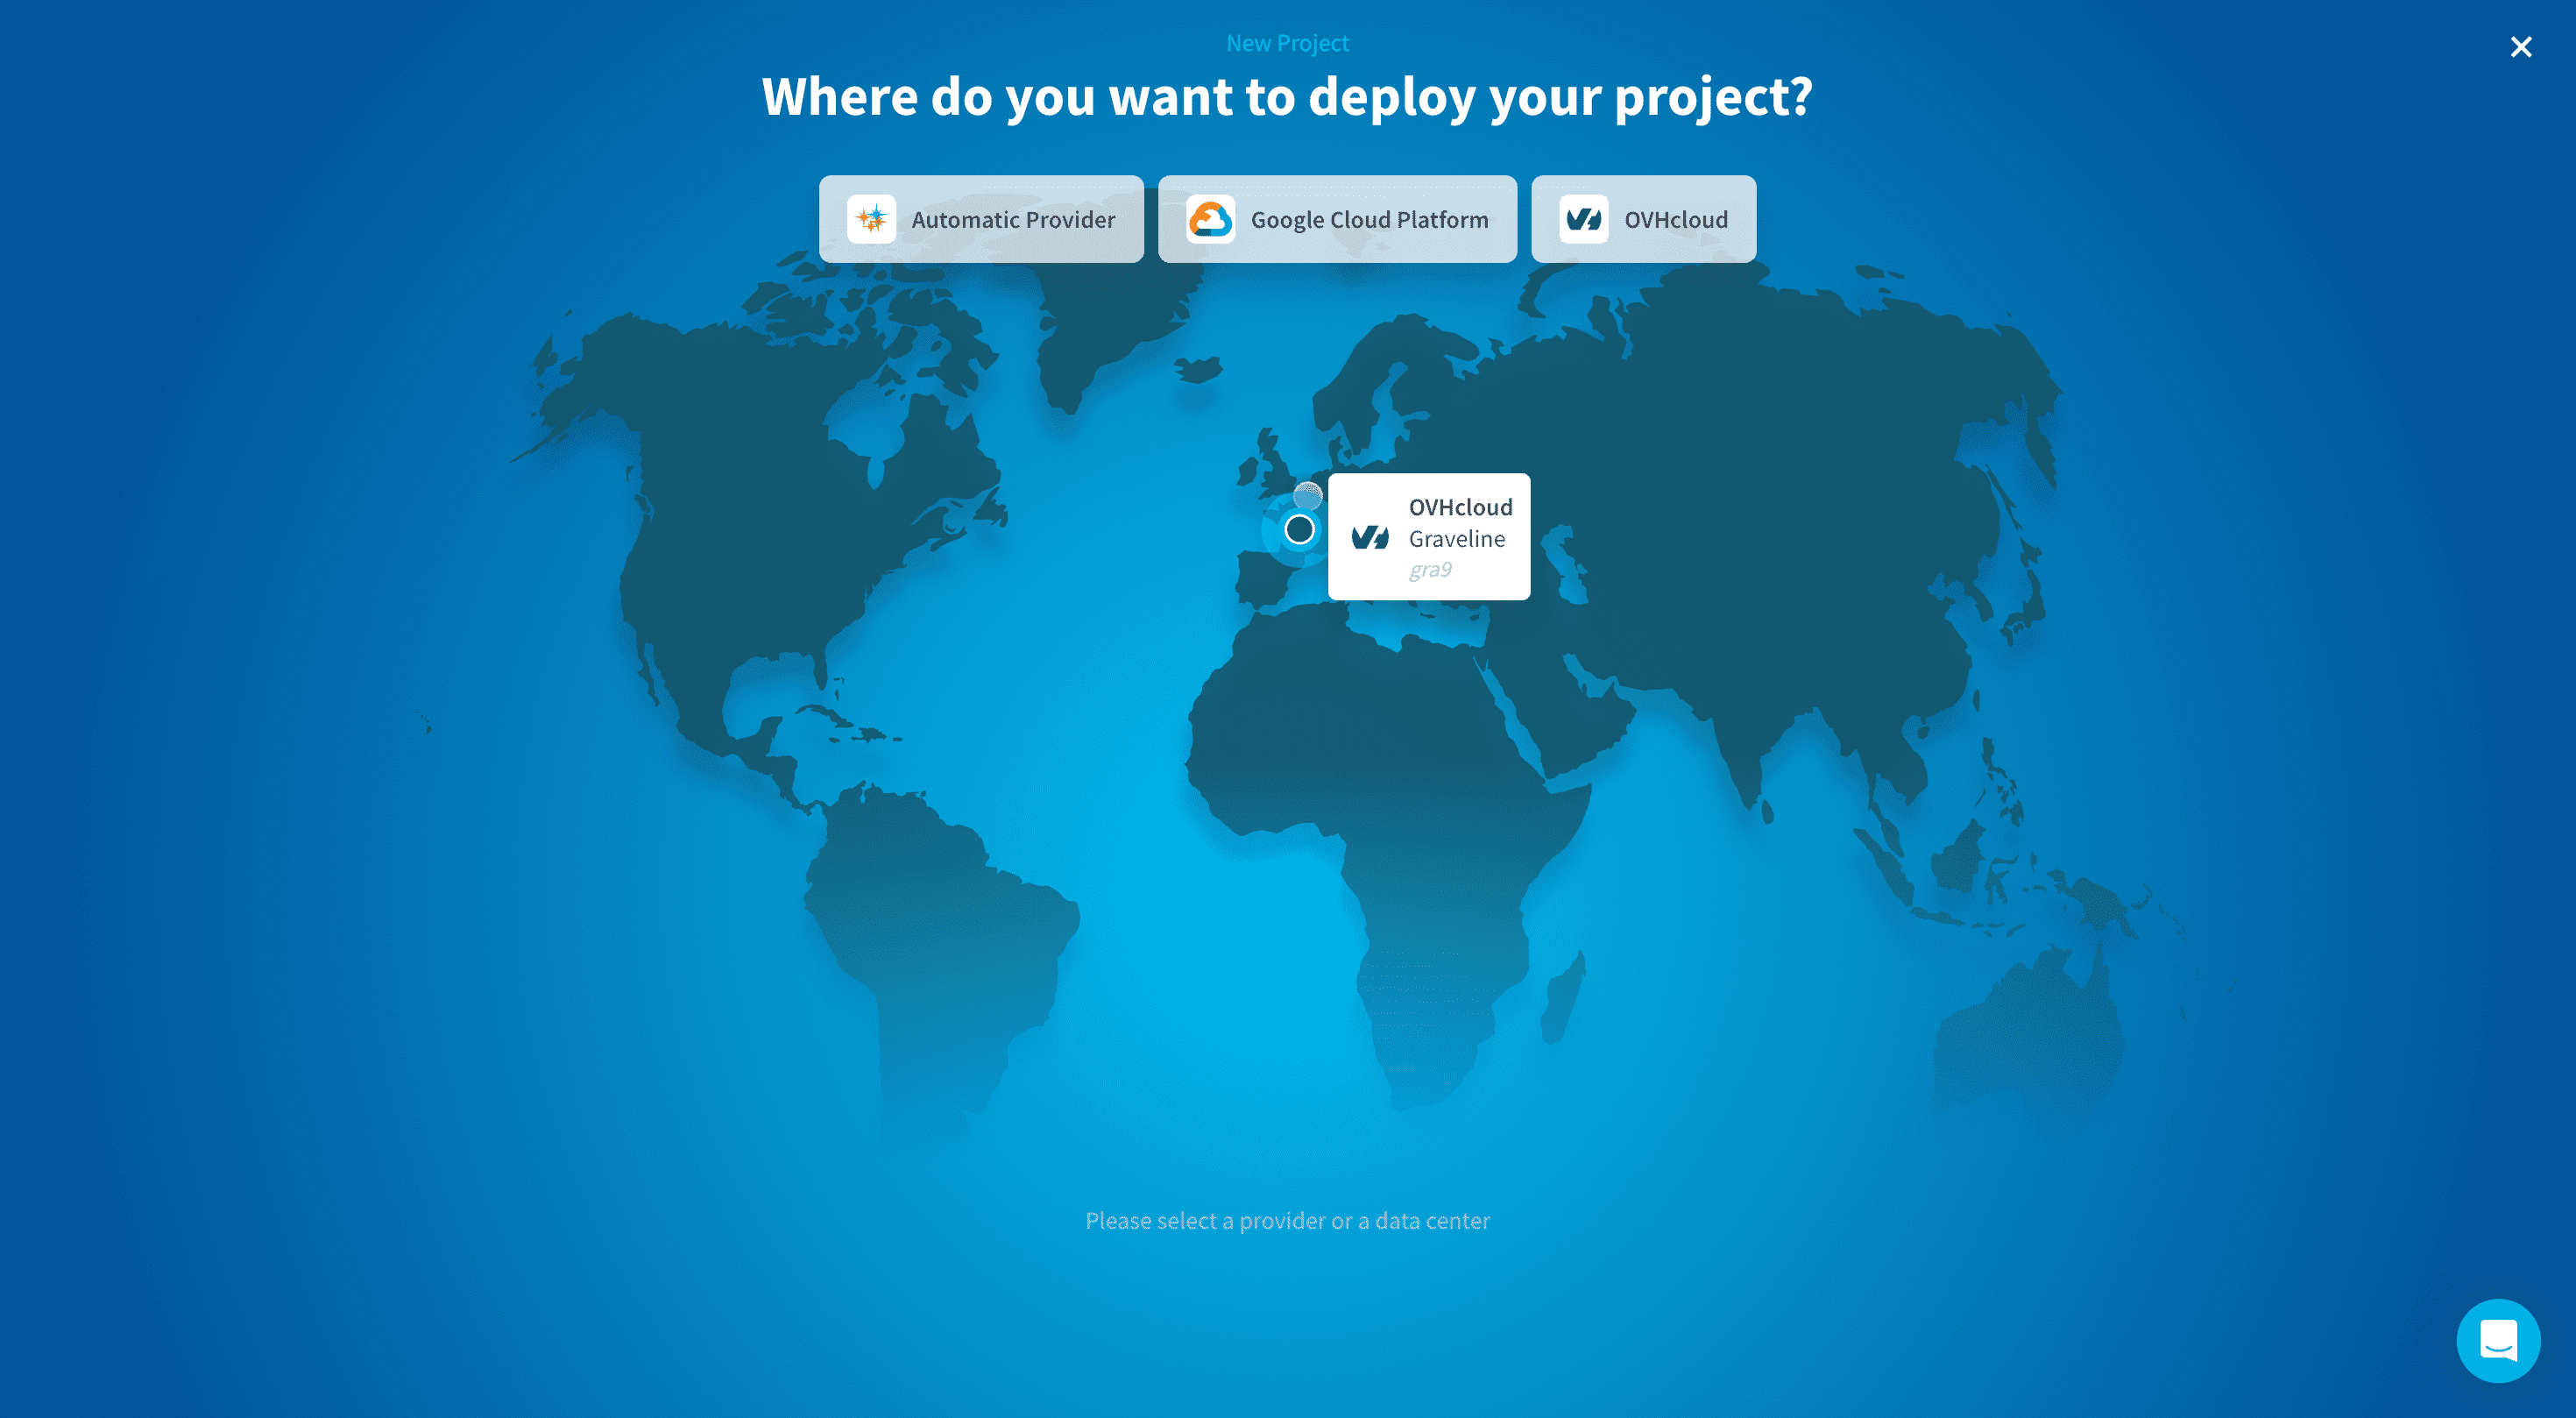 New Project
Where do you want to deploy your project?
Automatic Provider
Google Cloud Platform
OVHcloud
OVHcloud
Graveline
gra9
Please select a provider or a data center